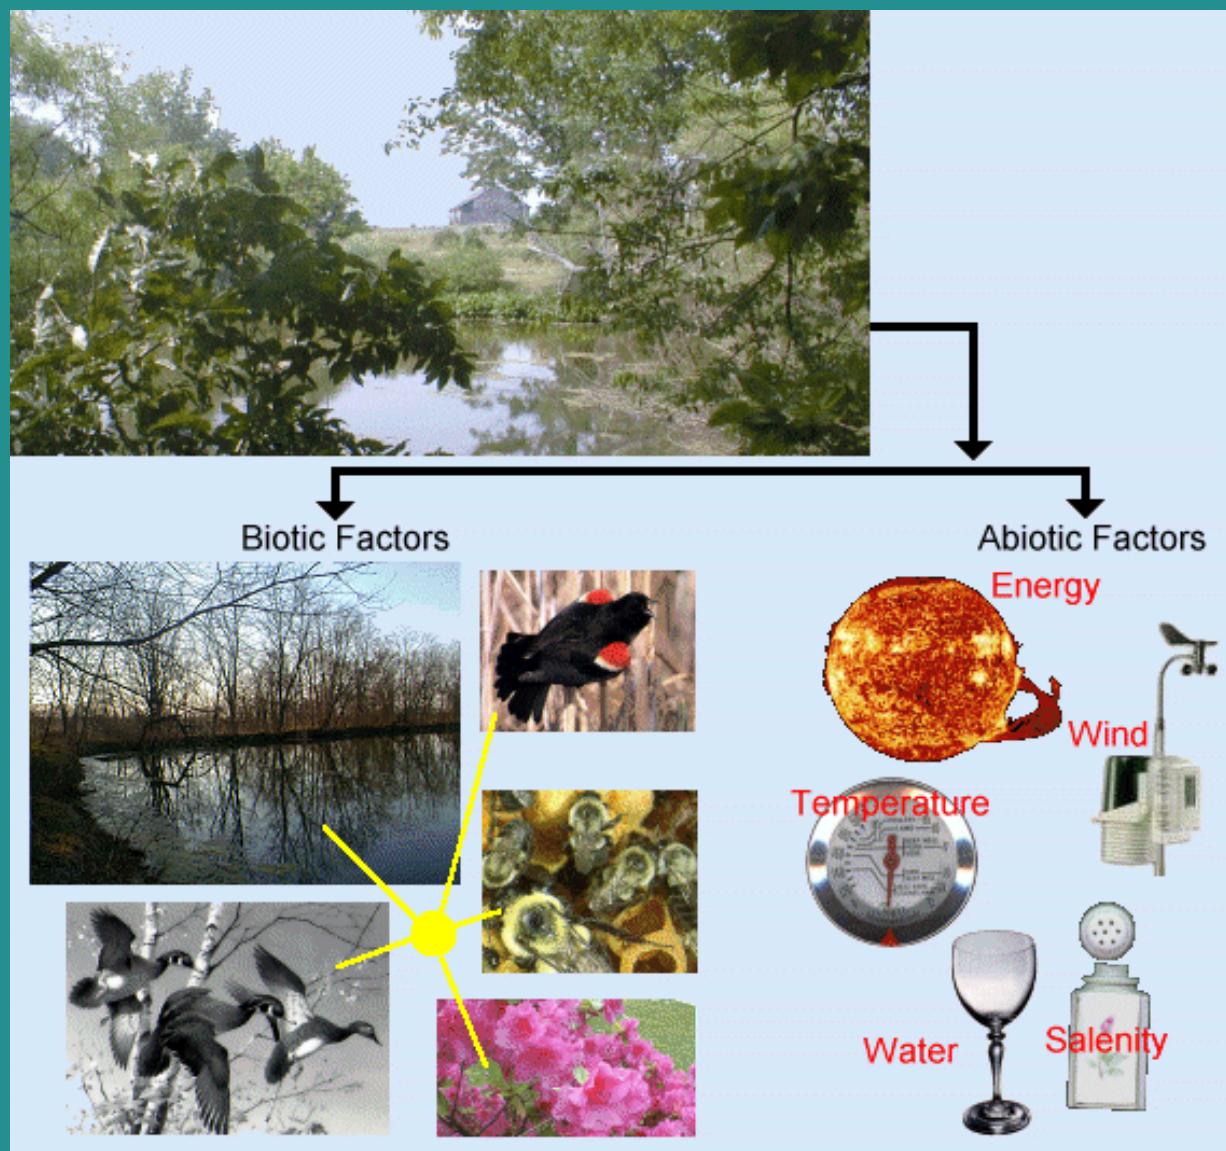 Biotic Factors
Abiotic Factors
Energy
Wind
Temperature
Water
Salenity